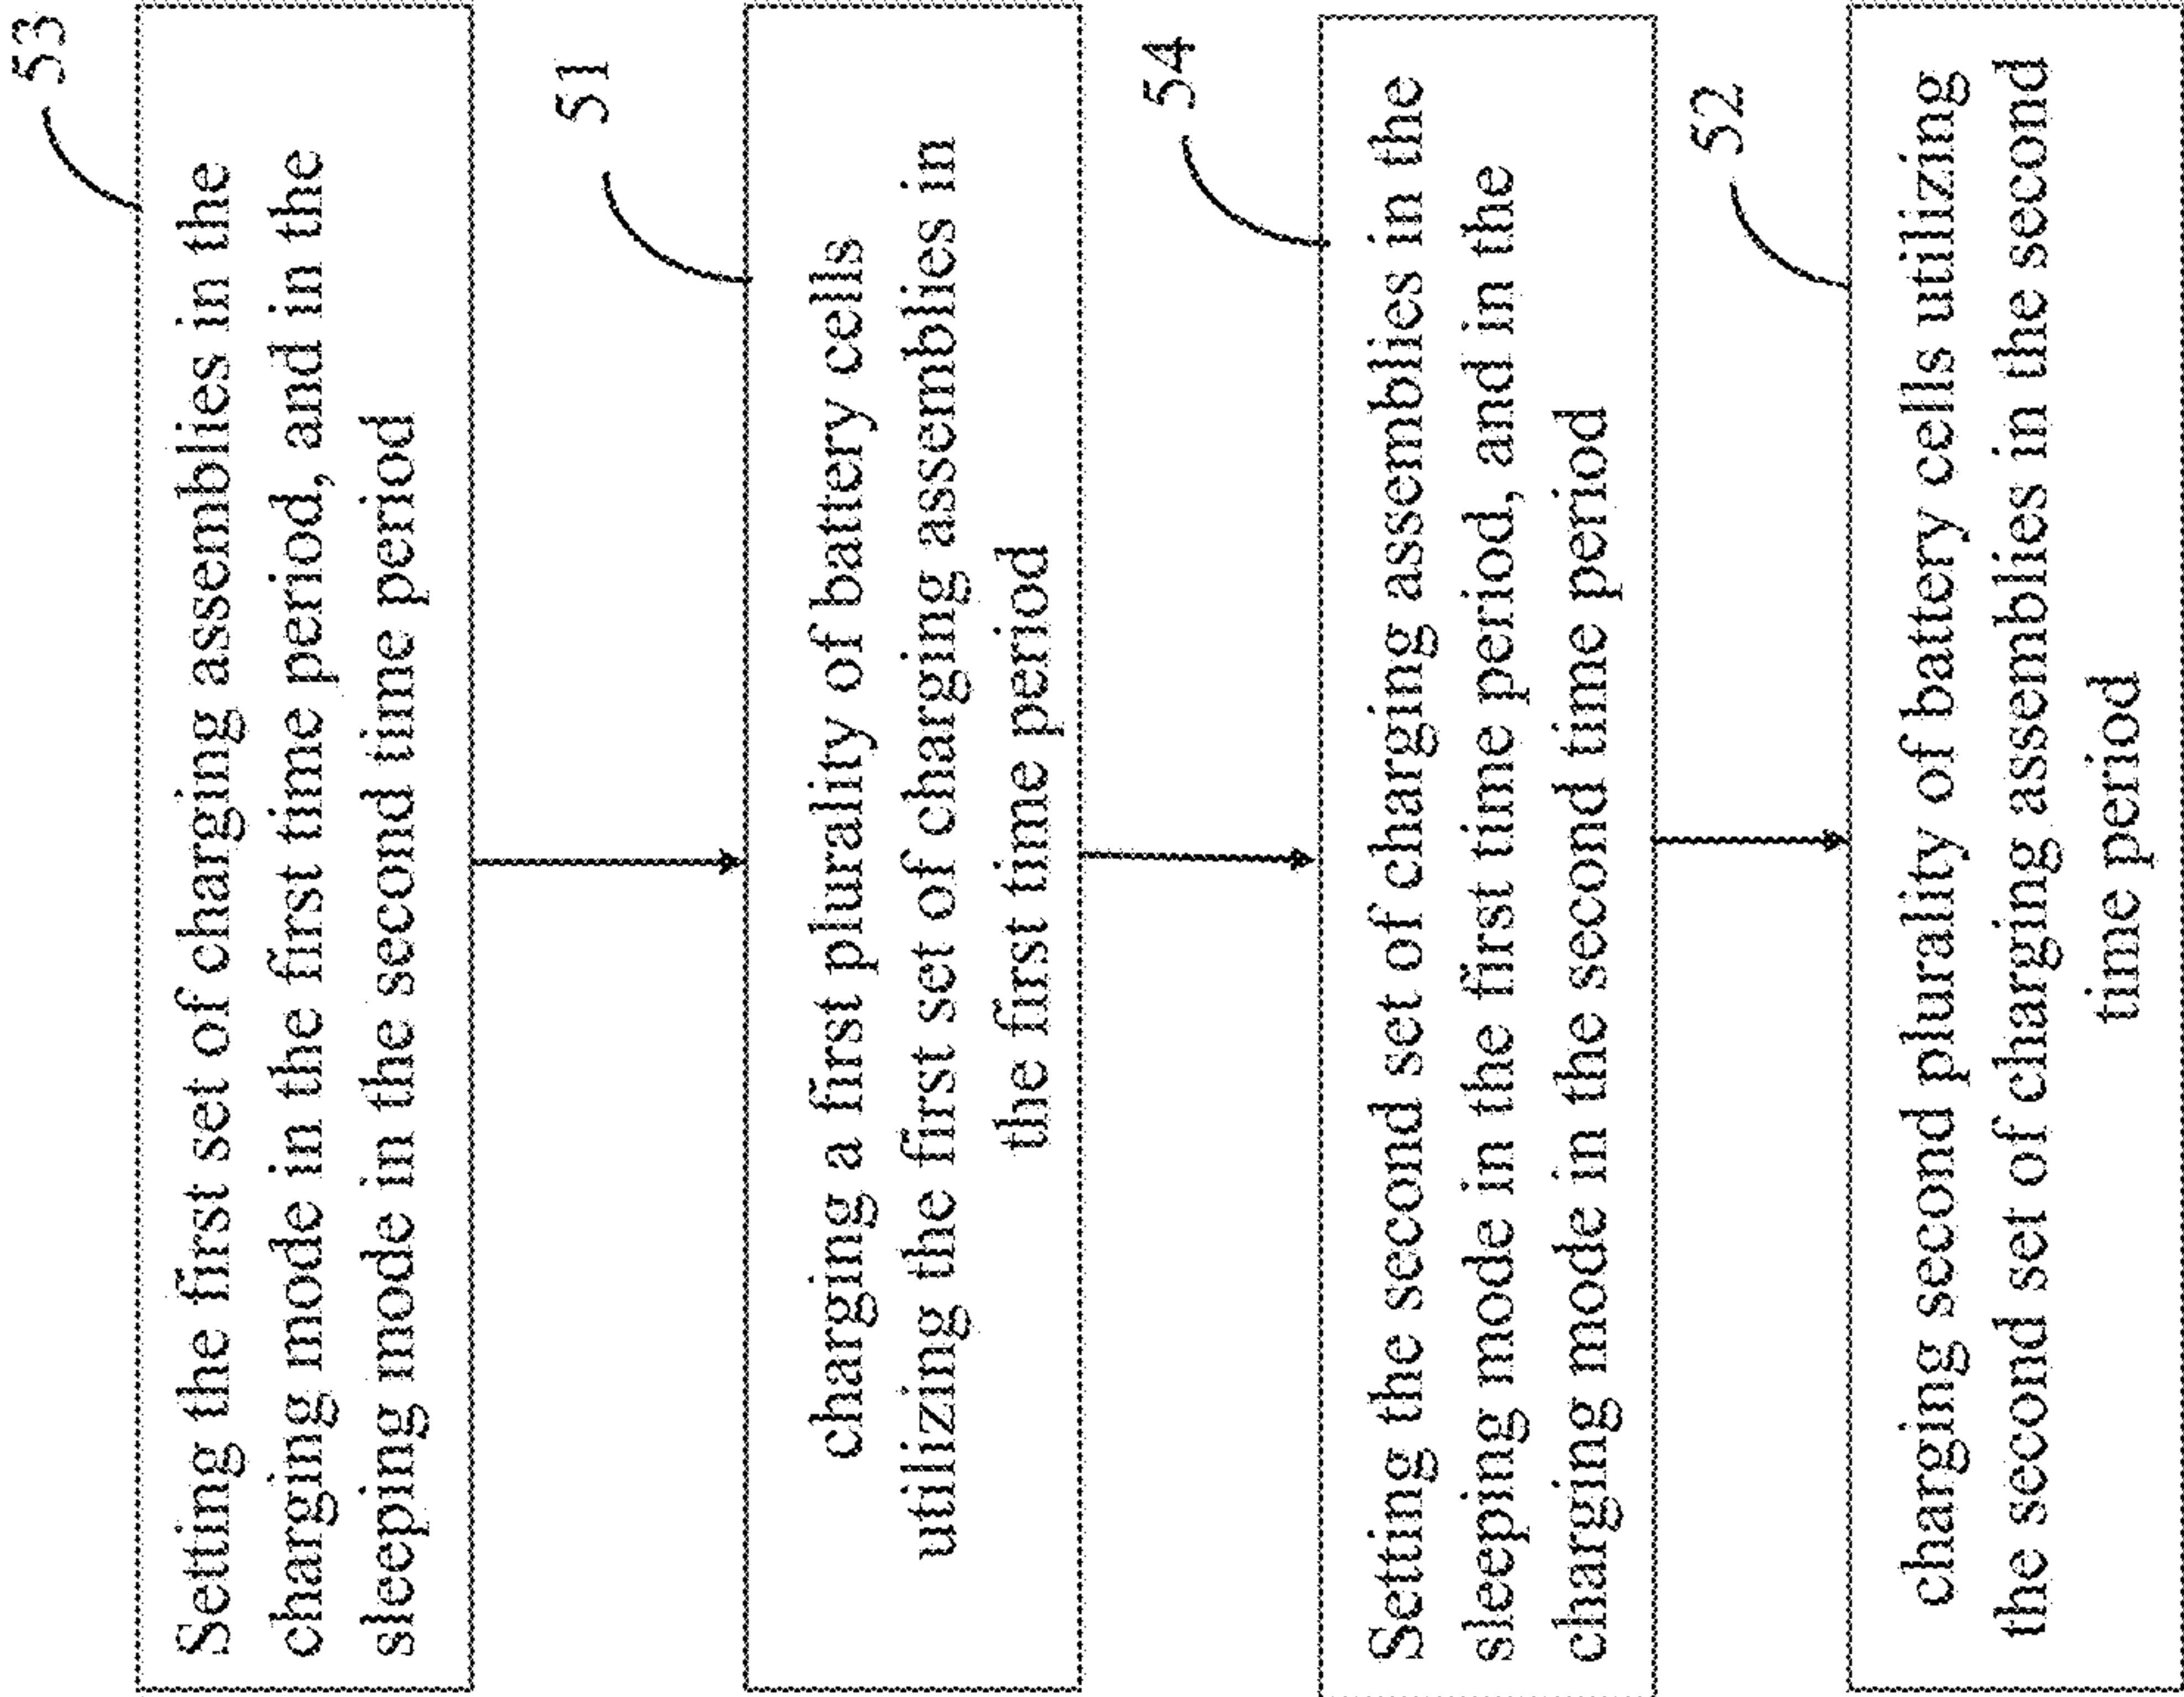 53
Setting the first set of charging assemblies in the
charging mode in the first time period, and in the
sleeping mode in the second time period
51
charging a first plurality of battery cells
utilizing the first set of charging assemblies in
the first time period
54
Setting the second set of charging assemblies in the
sleeping mode in the first time period, and in the
charging mode in the second time period
52
charging second plurality of battery cells utilizing
the second set of charging assemblies in the second
time period